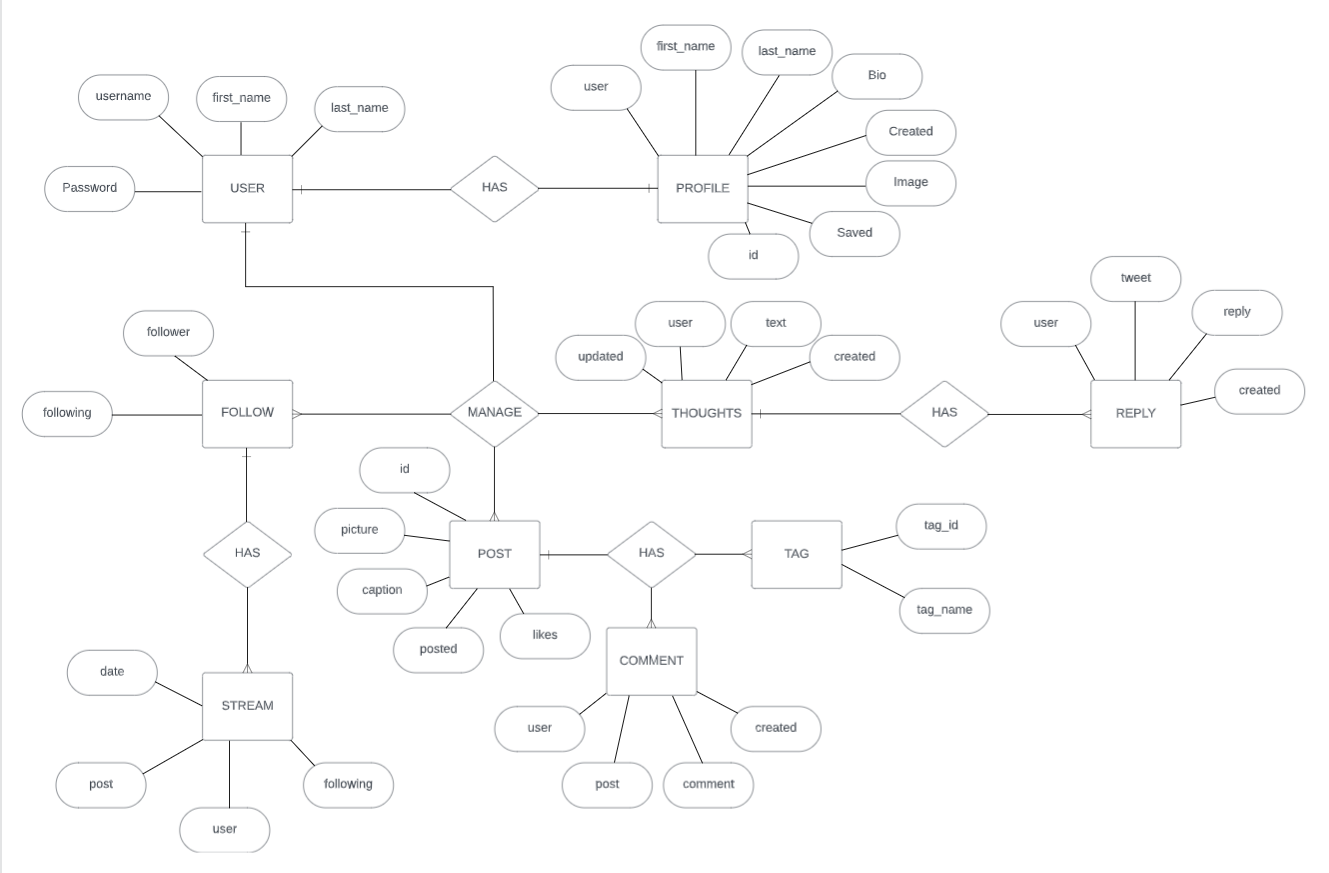 first_name
last_name
Bio
user
username
first_name
last_name
Created
Password
USER
HAS
PROFILE
Image
Saved
id
tweet
user
reply
follower
user
text
updated
created
created
following
FOLLOW
MANAGE
THOUGHTS
HAS
REPLY
id
picture
tag_id
HAS
POST
HAS
TAG
caption
tag_name
posted
likes
date
COMMENT
STREAM
user
created
post
following
post
comment
user